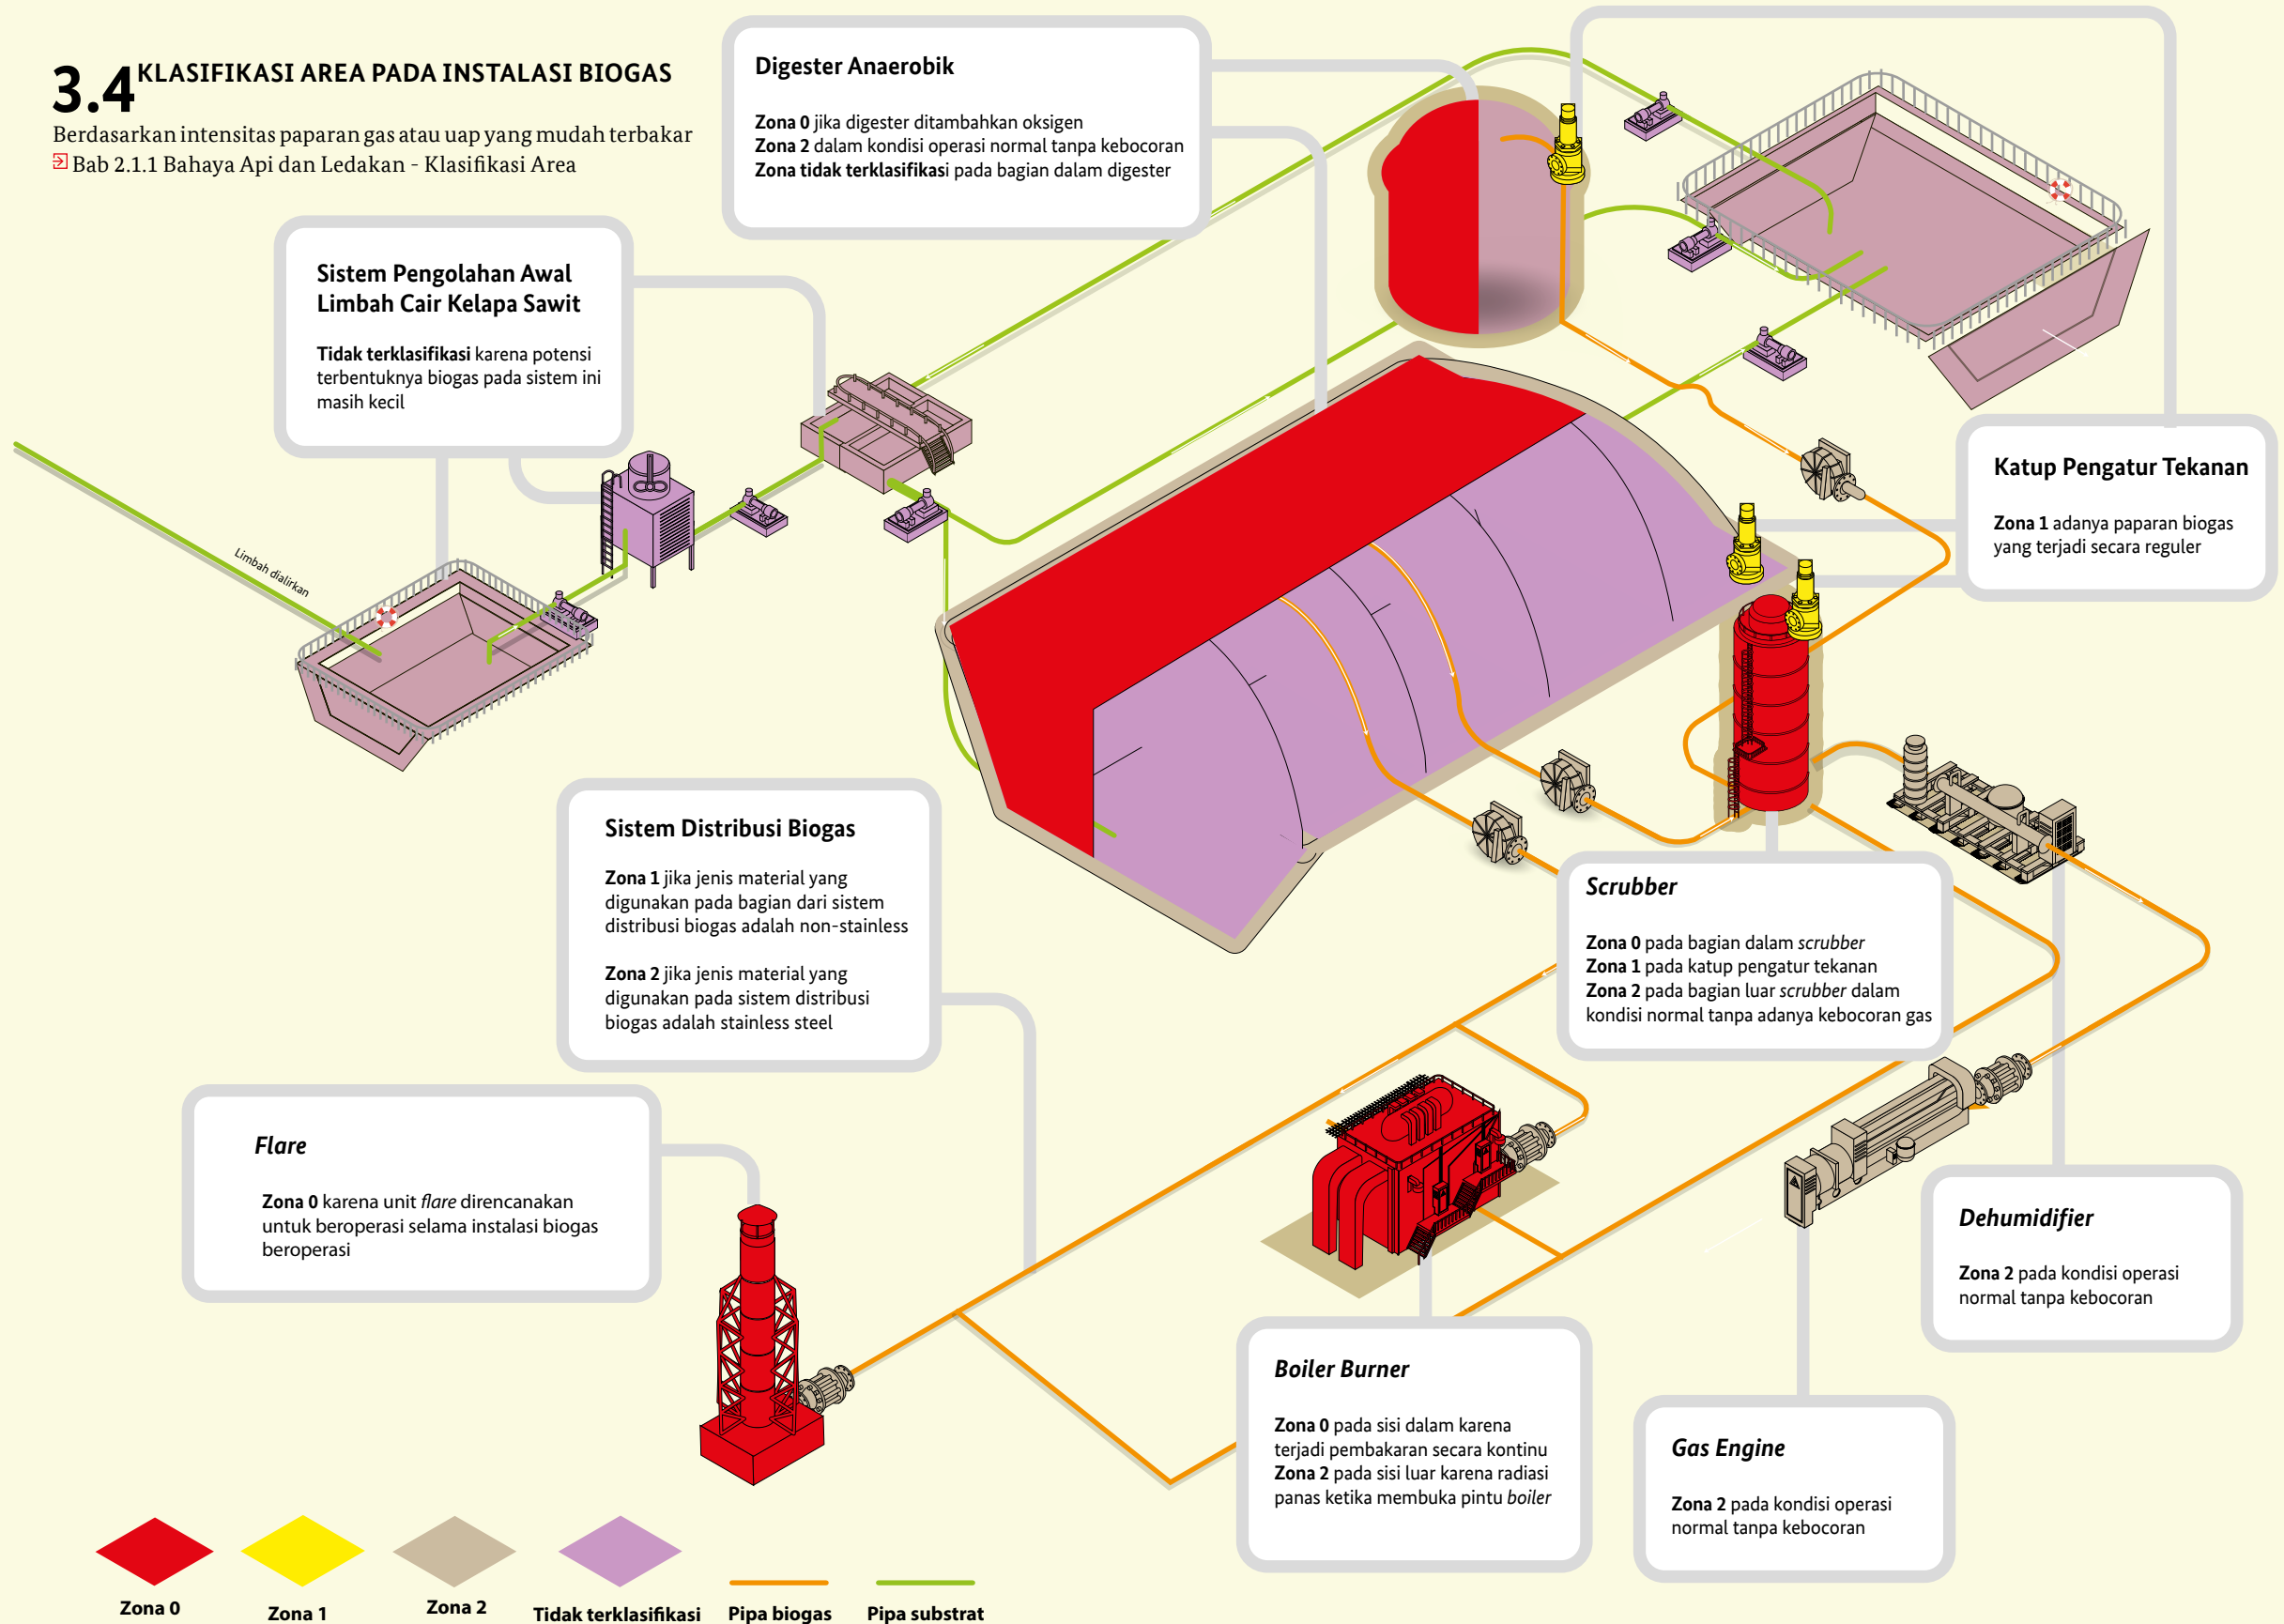 3.4 KLASIFIKASI AREA PADA INSTALASI BIOGAS
Berdasarkan intensitas paparan gas atau uap yang mudah terbakar
Bab 2.1.1 Bahaya Api dan Ledakan - Klasifikasi Area
Digester Anaerobik
Zona 0 jika digester ditambahkan oksigen
Zona 2 dalam kondisi operasi normal tanpa kebocoran
Zona tidak terklasifikasi pada bagian dalam digester
Sistem Pengolahan Awal
Limbah Cair Kelapa Sawit
Tidak terklasifikasi karena potensi
terbentuknya biogas pada sistem ini
masih kecil
Limbah dialirkan
Katup Pengatur Tekanan
Zona 1 adanya paparan biogas
yang terjadi secara reguler
Sistem Distribusi Biogas
Zona 1 jika jenis material yang
digunakan pada bagian dari sistem
distribusi biogas adalah non-stainless
Zona 2 jika jenis material yang
digunakan pada sistem distribusi
biogas adalah stainless steel
Scrubber
Zona 0 pada bagian dalam scrubber
Zona 1 pada katup pengatur tekanan
Zona 2 pada bagian luar scrubber dalam
kondisi normal tanpa adanya kebocoran gas
Flare
Zona 0 karena unit flare direncanakan
untuk beroperasi selama instalasi biogas
beroperasi
Dehumidifier
Zona 2 pada kondisi operasi
normal tanpa kebocoran
Boiler Burner
Zona 0 pada sisi dalam karena
terjadi pembakaran secara kontinu
Zona 2 pada sisi luar karena radiasi
panas ketika membuka pintu boiler
Gas Engine
Zona 2 pada kondisi operasi
normal tanpa kebocoran
Zona 0
Zona 1
Zona 2
Tidak terklasifikasi
Pipa biogas
Pipa substrat